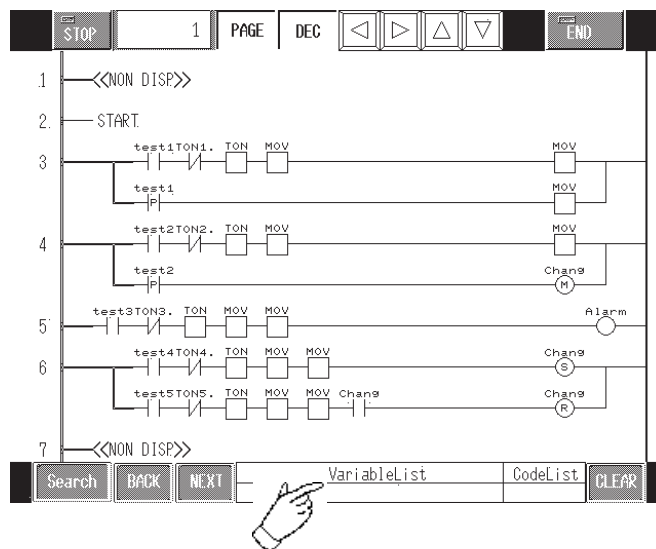 STOP 1 PAGE DEC END
1 <<NON DISP>>
2. START
test1TON1. TON MOV MOV
3
test1 MOV
P
test2TON2. TON MOV MOV
4
test2 Chang
P M
test3TON3. TON MOV MOV Alarm
5
test4TON4. TON MOV MOV Chang
6 S
test5TON5. TON MOV MOV Chang Chang
R
7 <<NON DISP>>
Search BACK NEXT VariableList CodeList CLEAR